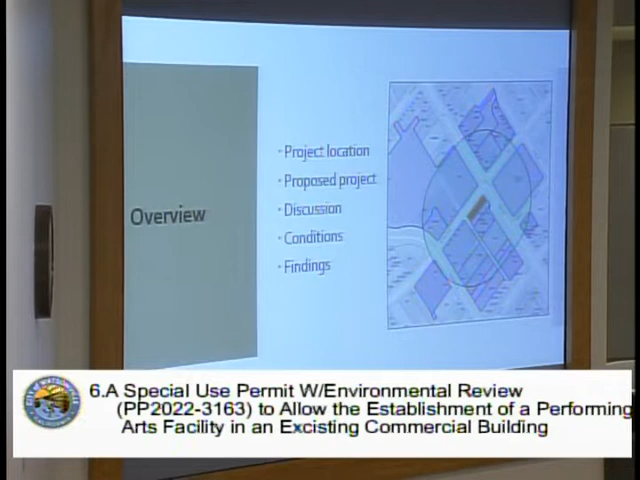 Overview
- Project location
- Proposed project
- Discussion
- Conditions
- Findings
6.A Special Use Permit W/Environmental Review
(PP2022-3163) to Allow the Establishment of a Performing
Arts Facility in an Excisting Commercial Building